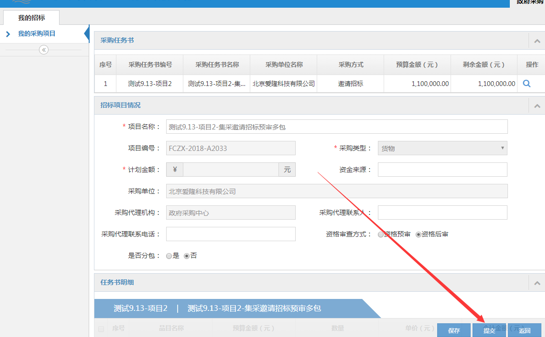 政府采购
我的招标
我的采购项目
采购任务书
序号 采购任务书编号 采购任务书名称 采购单位名称 采购方式 预算金额（元） 剩余金额（元） 操作
1 测试9.13-项目2 测试9.13-项目2-集... 北京爱隆科技有限公司 邀请招标 1,100,000.00 1,100,000.00
招标项目情况
* 项目名称： 测试9.13-项目2-集采邀请招标预审多包
项目编号： FCZX-2018-A2033 * 采购类型： 货物
* 计划金额： ¥ 元 资金来源：
采购单位： 北京爱隆科技有限公司
采购代理机构： 政府采购中心 采购代理联系人：
采购代理联系电话： 资格审查方式： 资格预审 资格后审
是否分包： 是 否
任务书明细
测试9.13-项目2 | 测试9.13-项目2-集采邀请招标预审多包
序号 品目名称 预算金额（元） 数量 单价（元）
保存 提交 返回